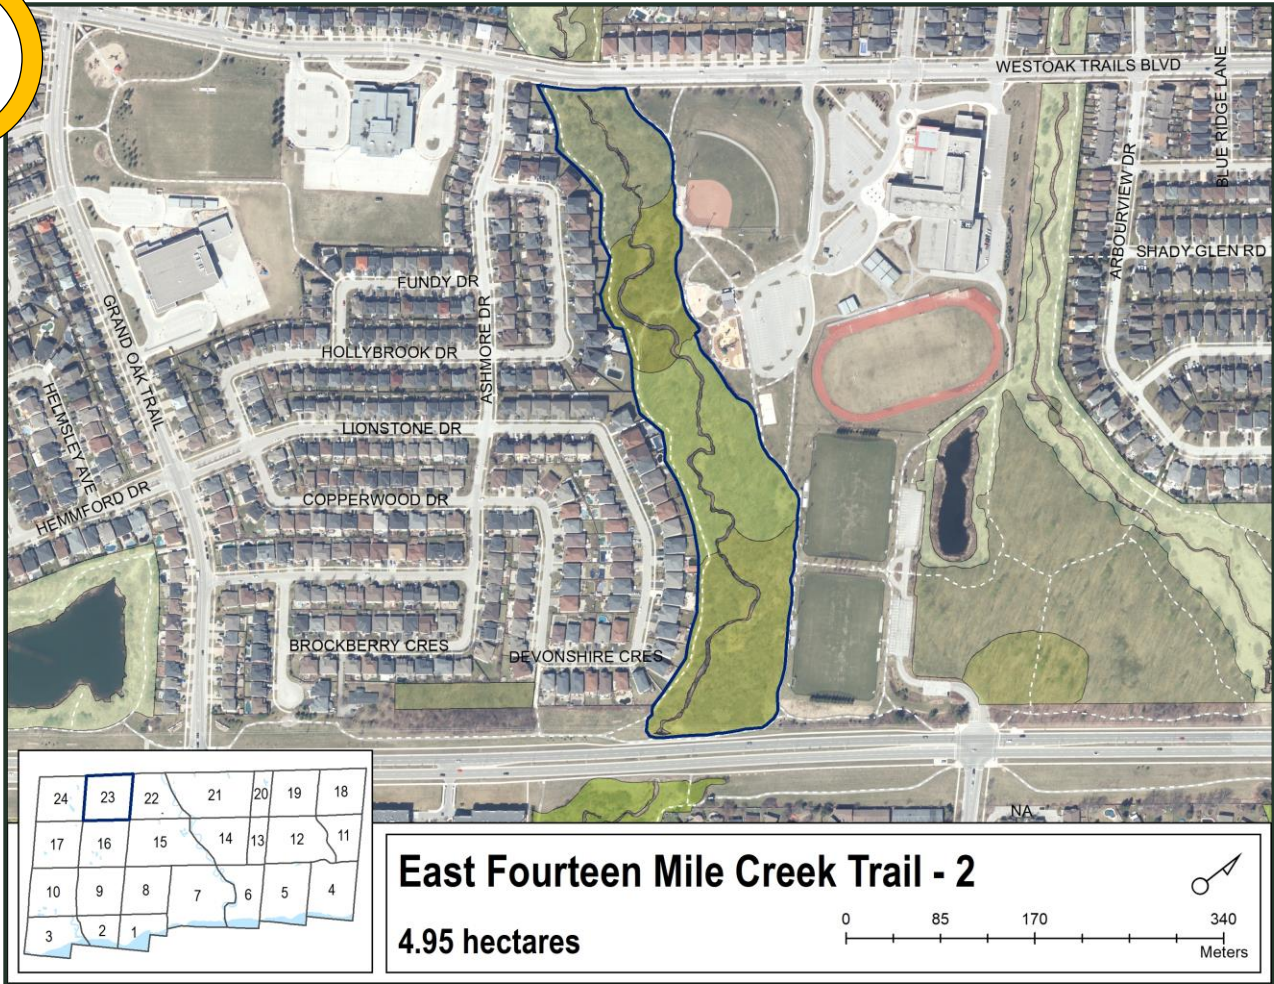 WESTOAK TRAILS BLVD
BLUE RIDGE LANE
ARBOURVIEW DR
SHADY GLEN RD
FUNDY DR
GRAND OAK TRAIL
HOLLYBROOK DR
ASHMORE DR
HELMSLEY AVE
LIONSTONE DR
HEMMFORD DR
COPPERWOOD DR
BROCKBERRY CRES
DEVONSHIRE CRES
NA
24 23 22 21 20 19 18
17 16 15 14 13 12 11
10 9 8 7 6 5 4
3 2 1
East Fourteen Mile Creek Trail - 2
4.95 hectares
0 85 170 340
Meters